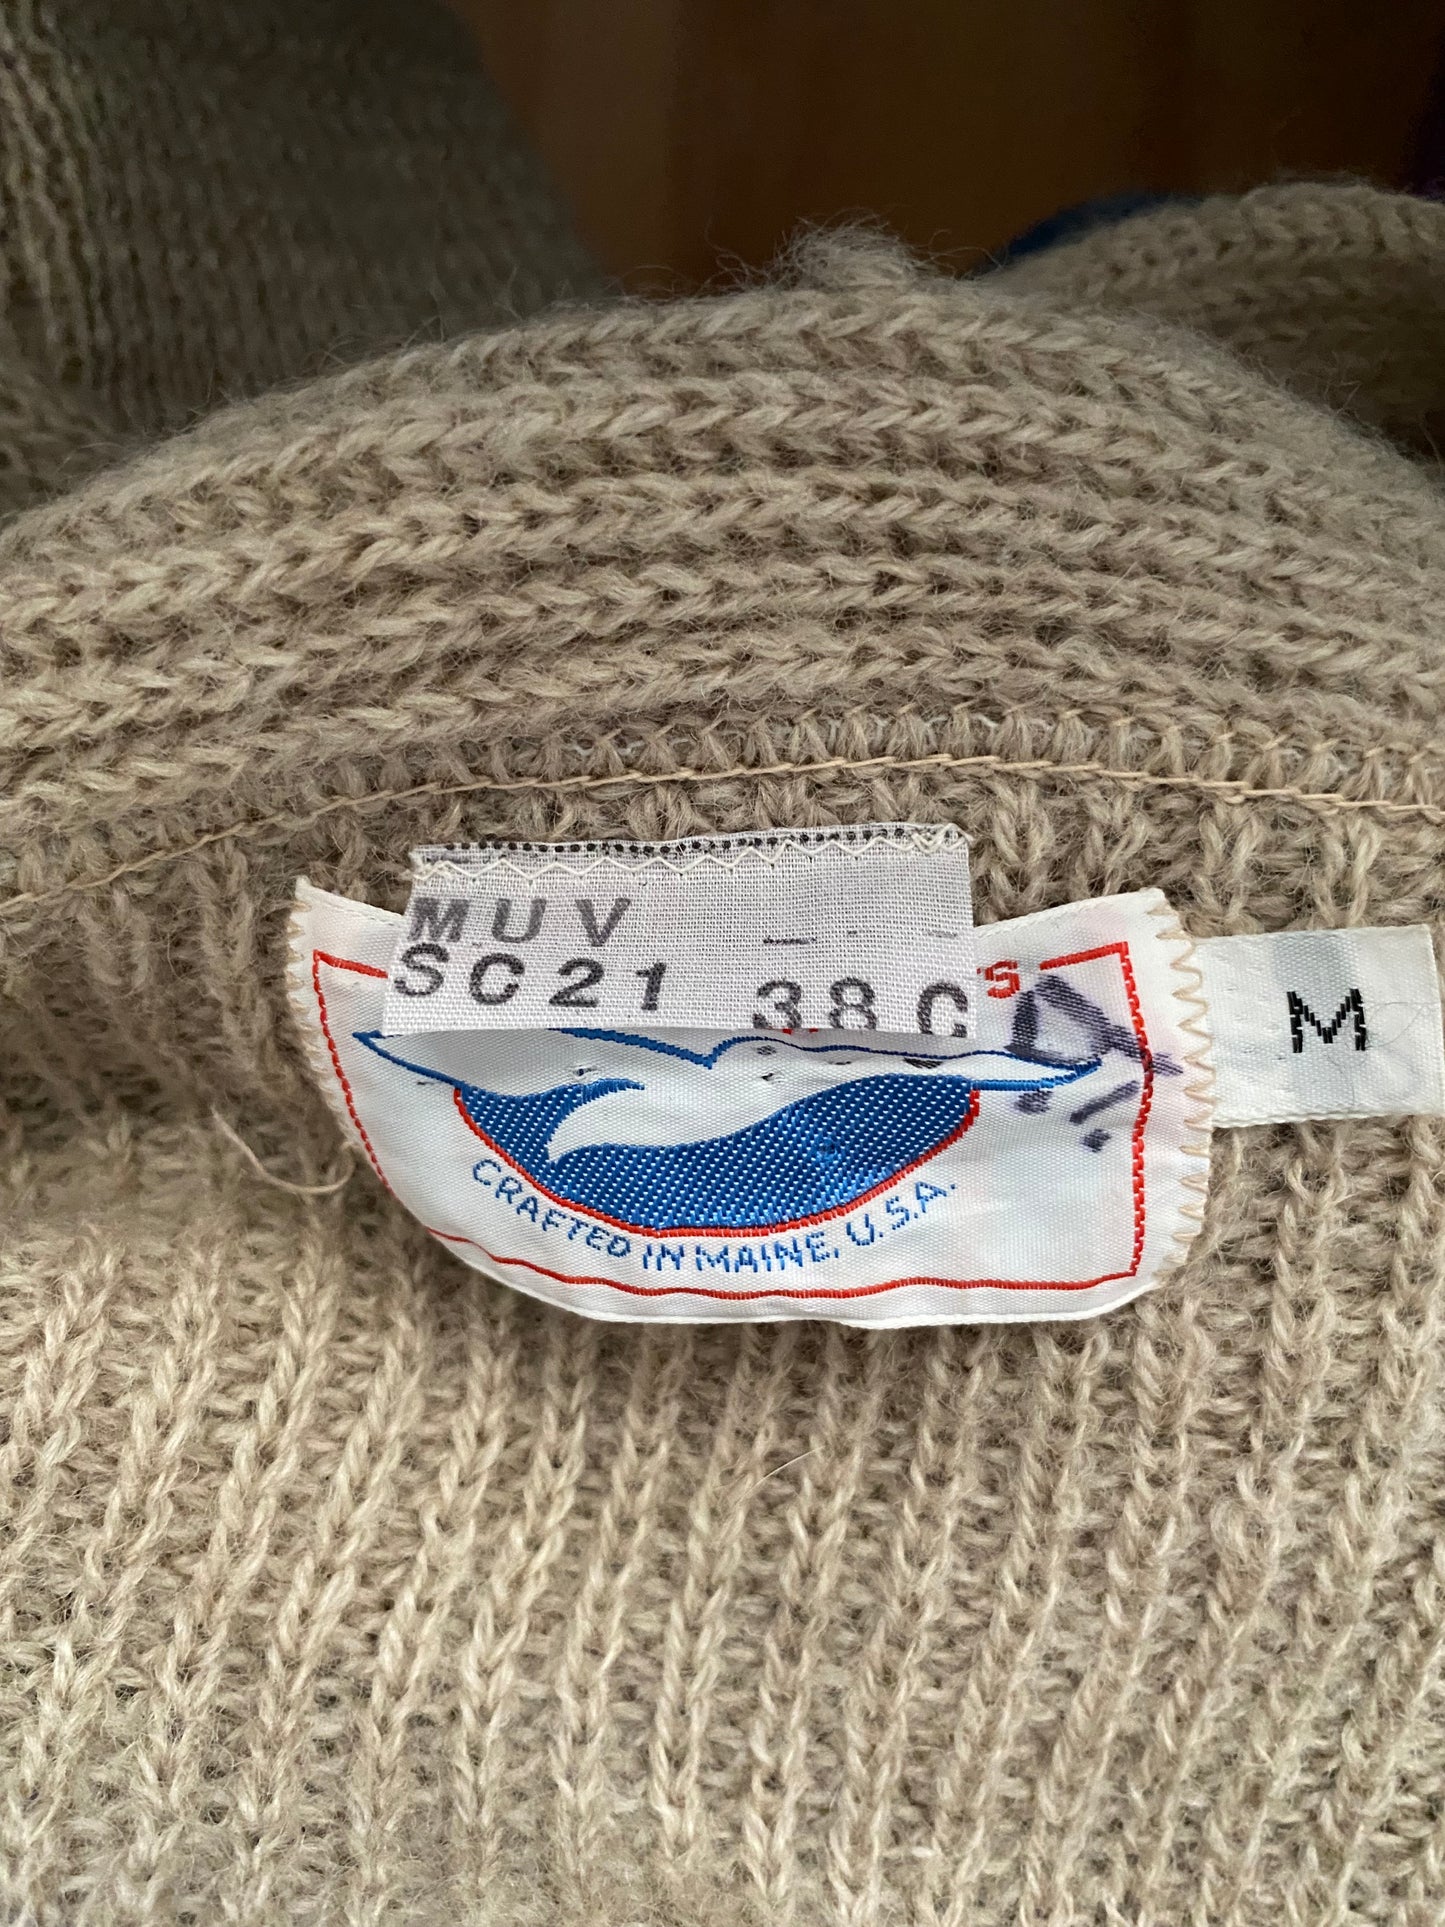 MUV
SC21 38C
CRAFTED IN MAINE, U.S.A.
M